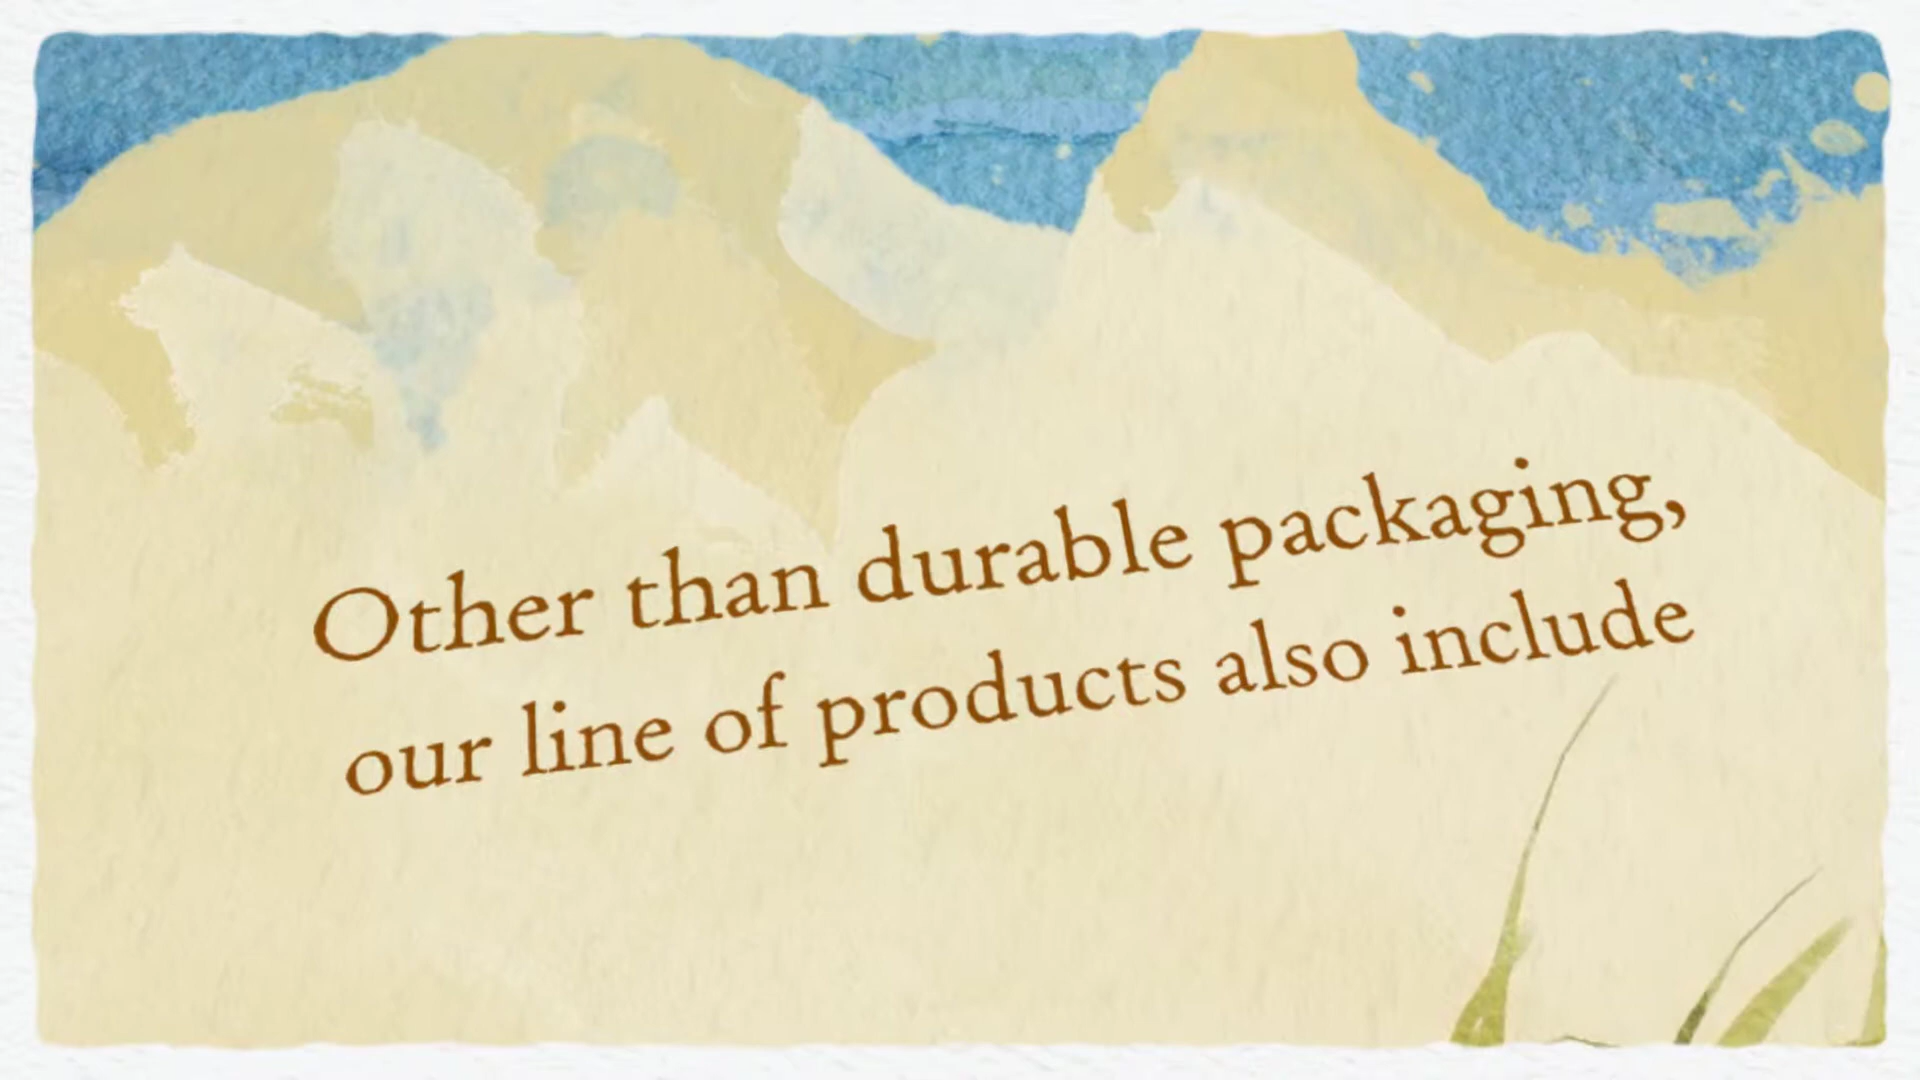 Other than durable packaging,
our line of products also include